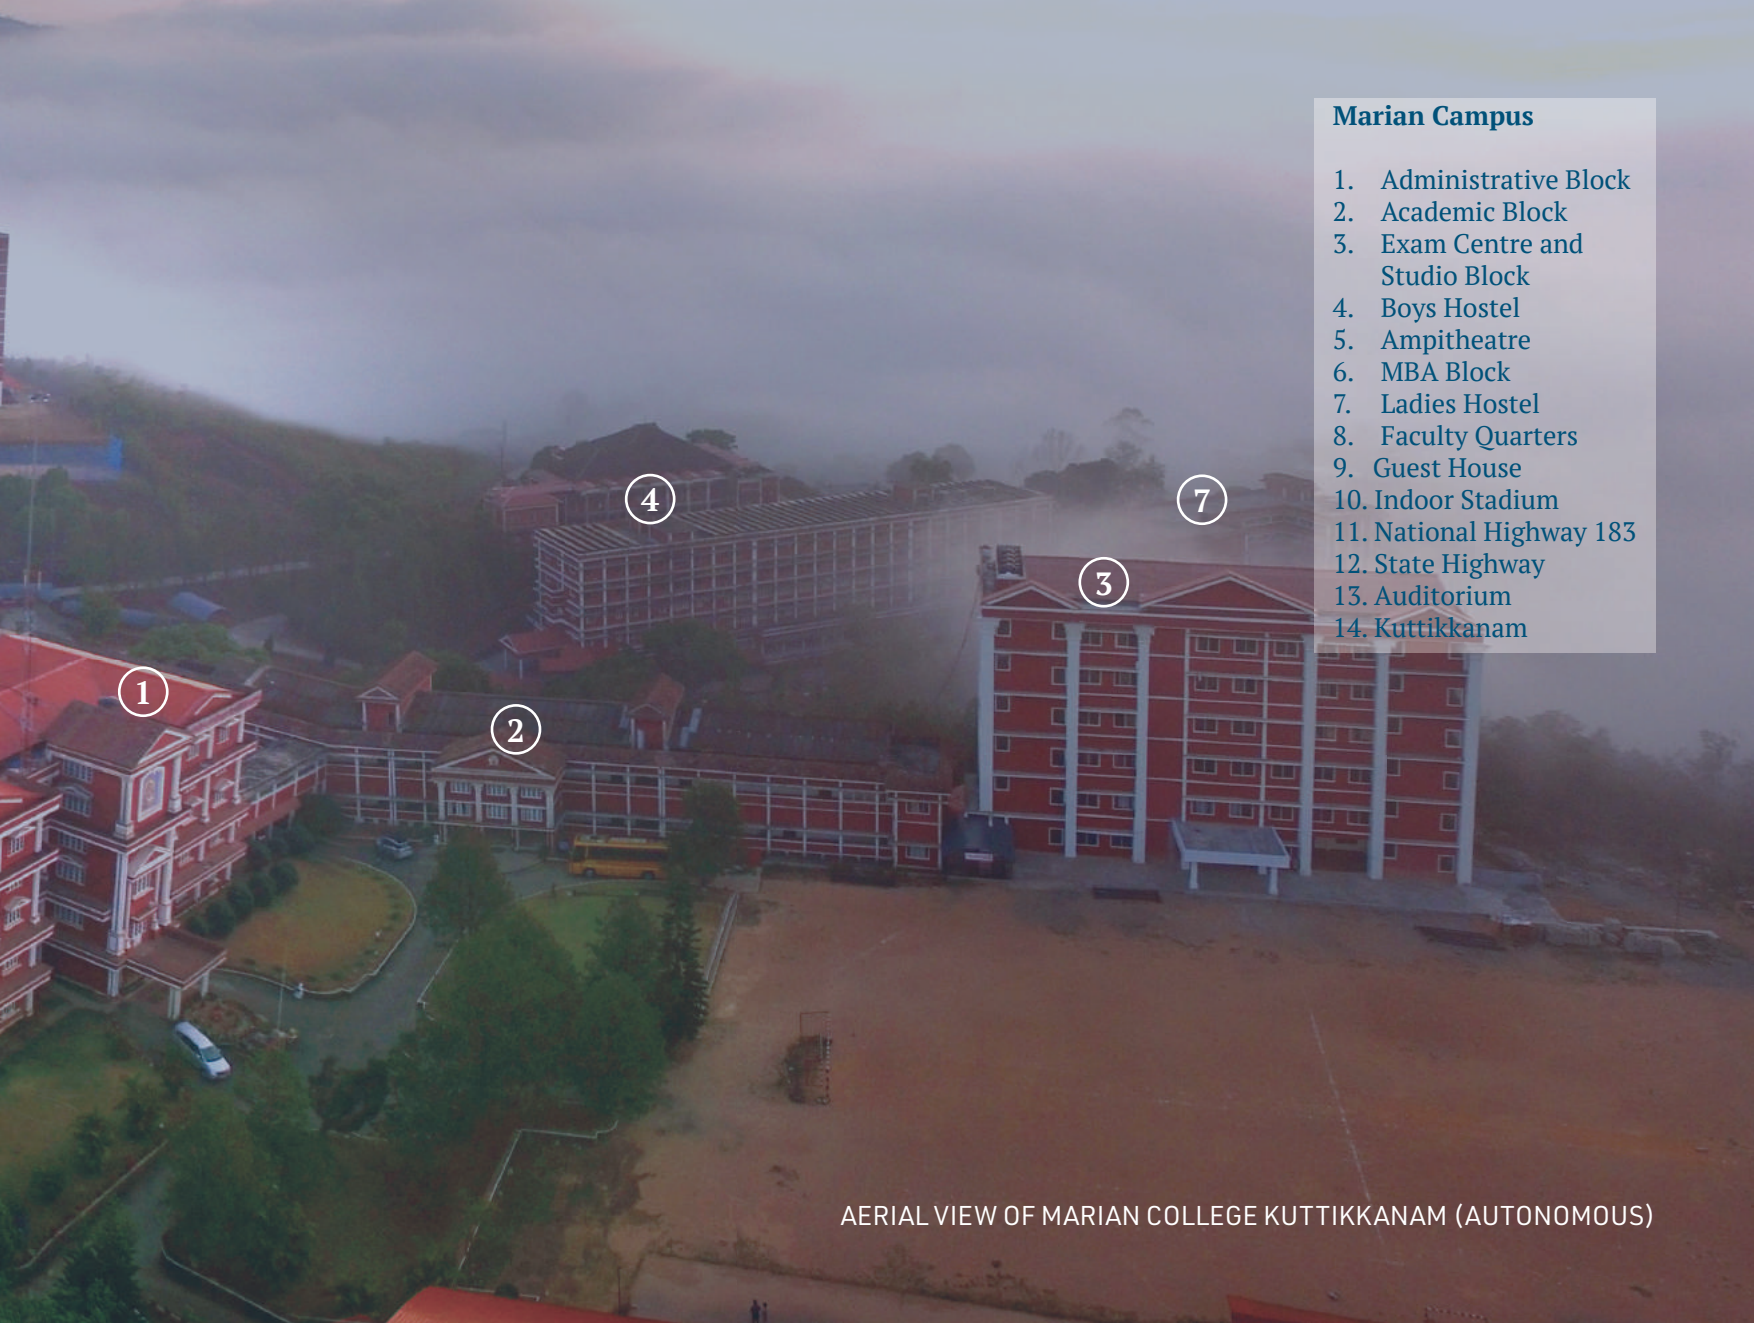 Marian Campus
1. Administrative Block
2. Academic Block
3. Exam Centre and
Studio Block
4. Boys Hostel
5. Ampitheatre
6. MBA Block
7. Ladies Hostel
8. Faculty Quarters
9. Guest House
10. Indoor Stadium
11. National Highway 183
12. State Highway
13. Auditorium
14. Kuttikkanam
4
7
3
1
2
AERIAL VIEW OF MARIAN COLLEGE KUTTIKKANAM (AUTONOMOUS)